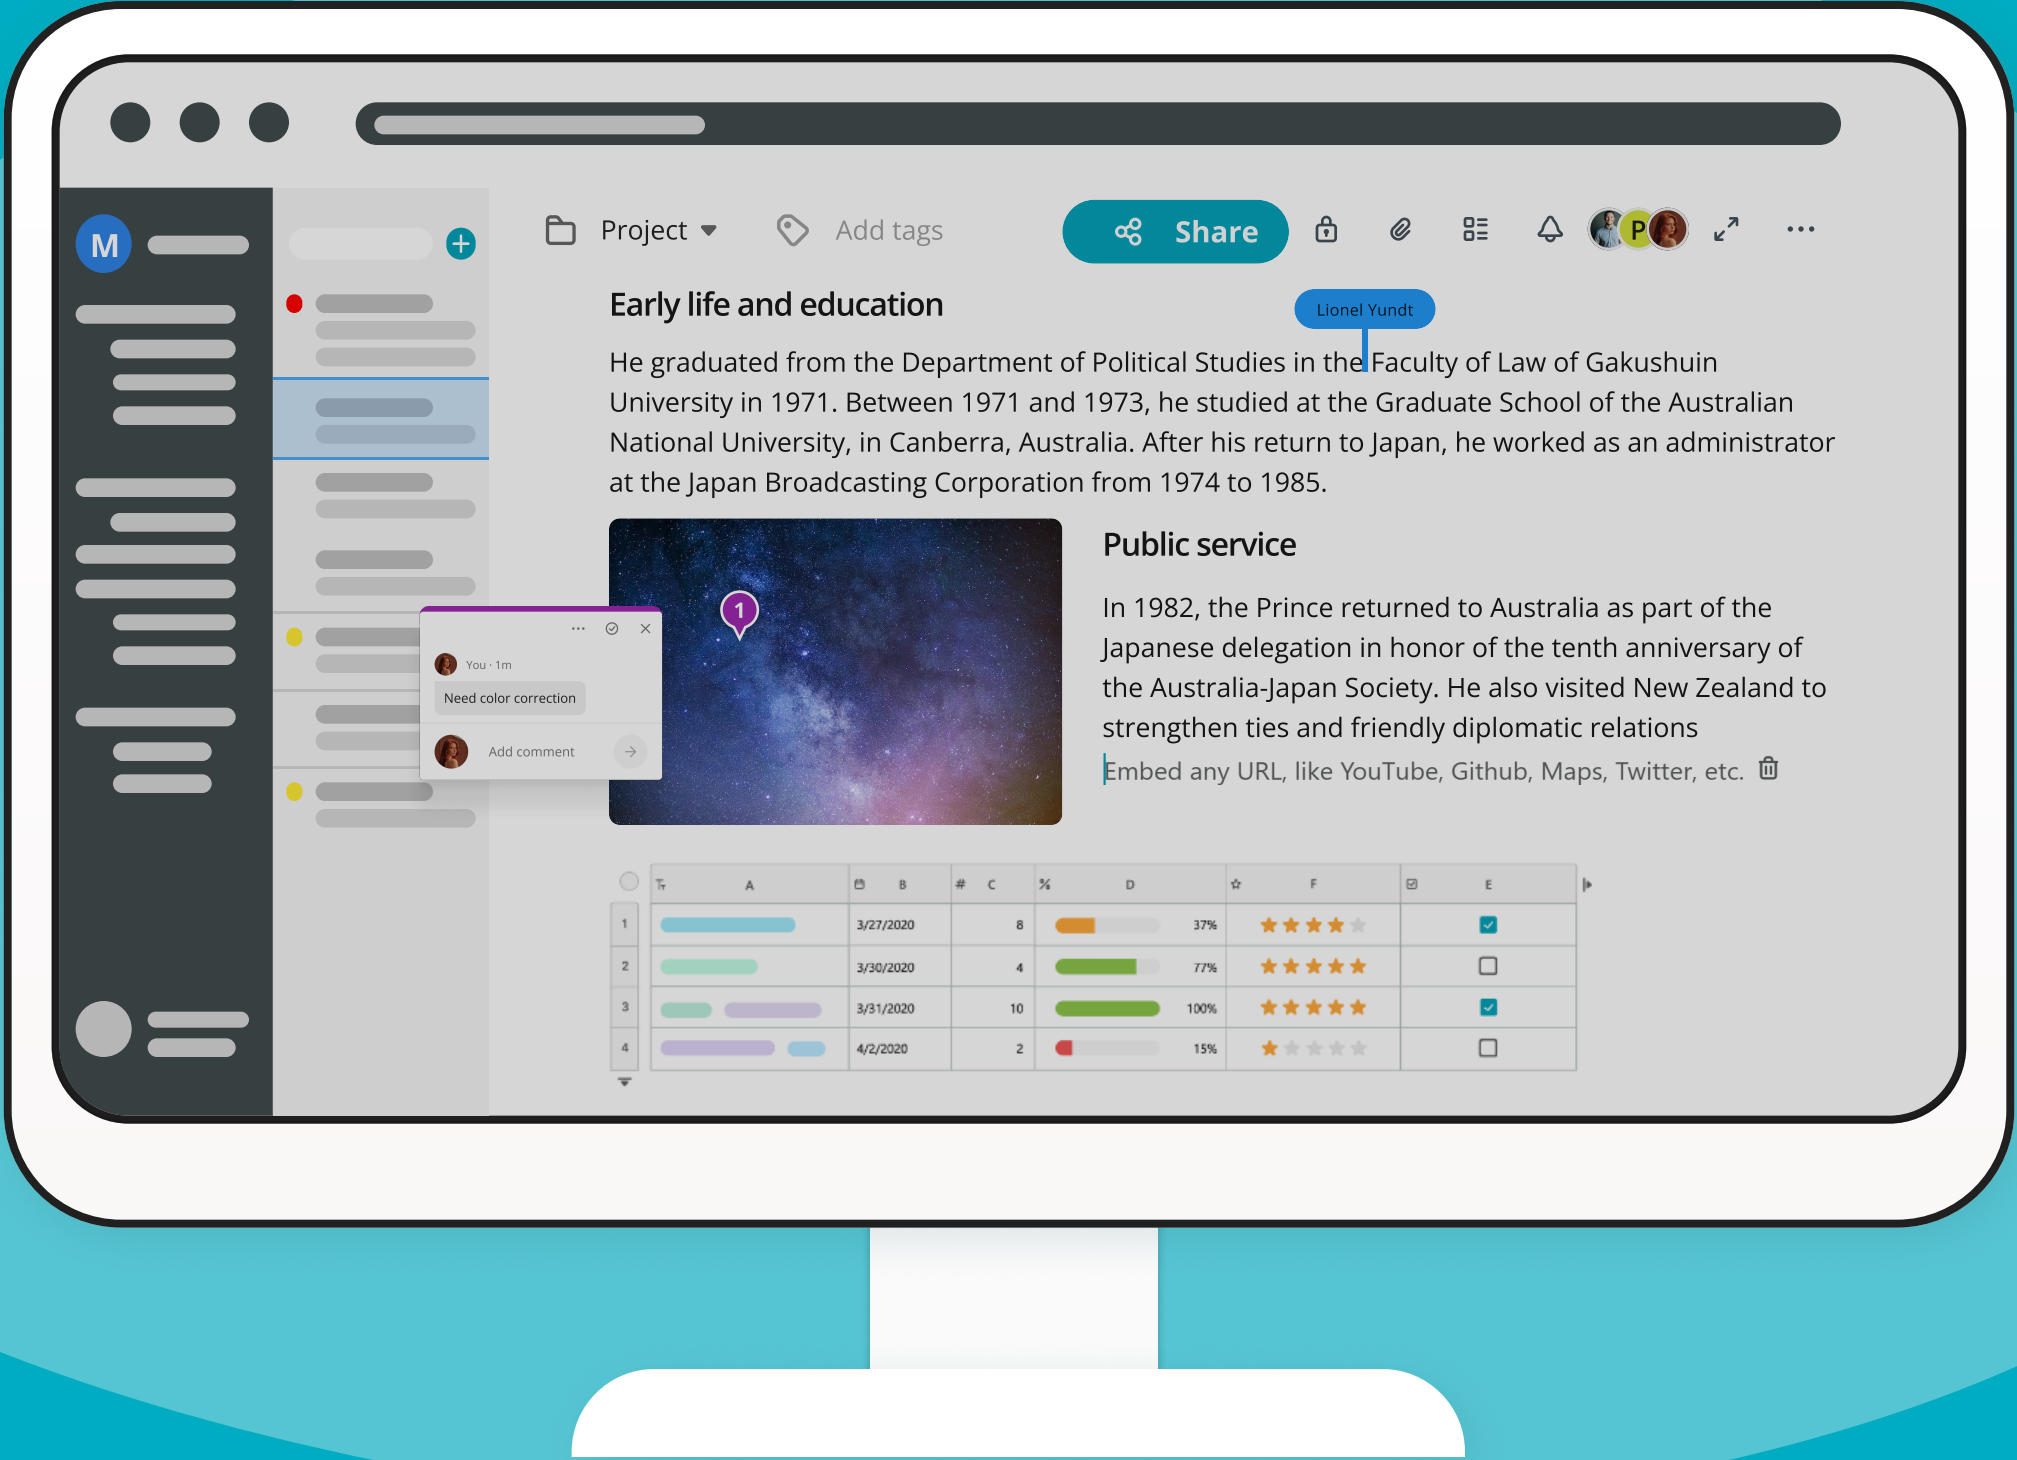 M
Project
Add tags
Share
P
Early life and education
Lionel Yundt
He graduated from the Department of Political Studies in the Faculty of Law of Gakushuin
University in 1971. Between 1971 and 1973, he studied at the Graduate School of the Australian
National University, in Canberra, Australia. After his return to Japan, he worked as an administrator
at the Japan Broadcasting Corporation from 1974 to 1985.
1
You · 1m
Need color correction
Add comment
Public service
In 1982, the Prince returned to Australia as part of the
Japanese delegation in honor of the tenth anniversary of
the Australia-Japan Society. He also visited New Zealand to
strengthen ties and friendly diplomatic relations
Embed any URL, like YouTube, Github, Maps, Twitter, etc.
A B # C % D F E
1 3/27/2020 8 37%
2 3/30/2020 4 77%
3 3/31/2020 10 100%
4 4/2/2020 2 15%